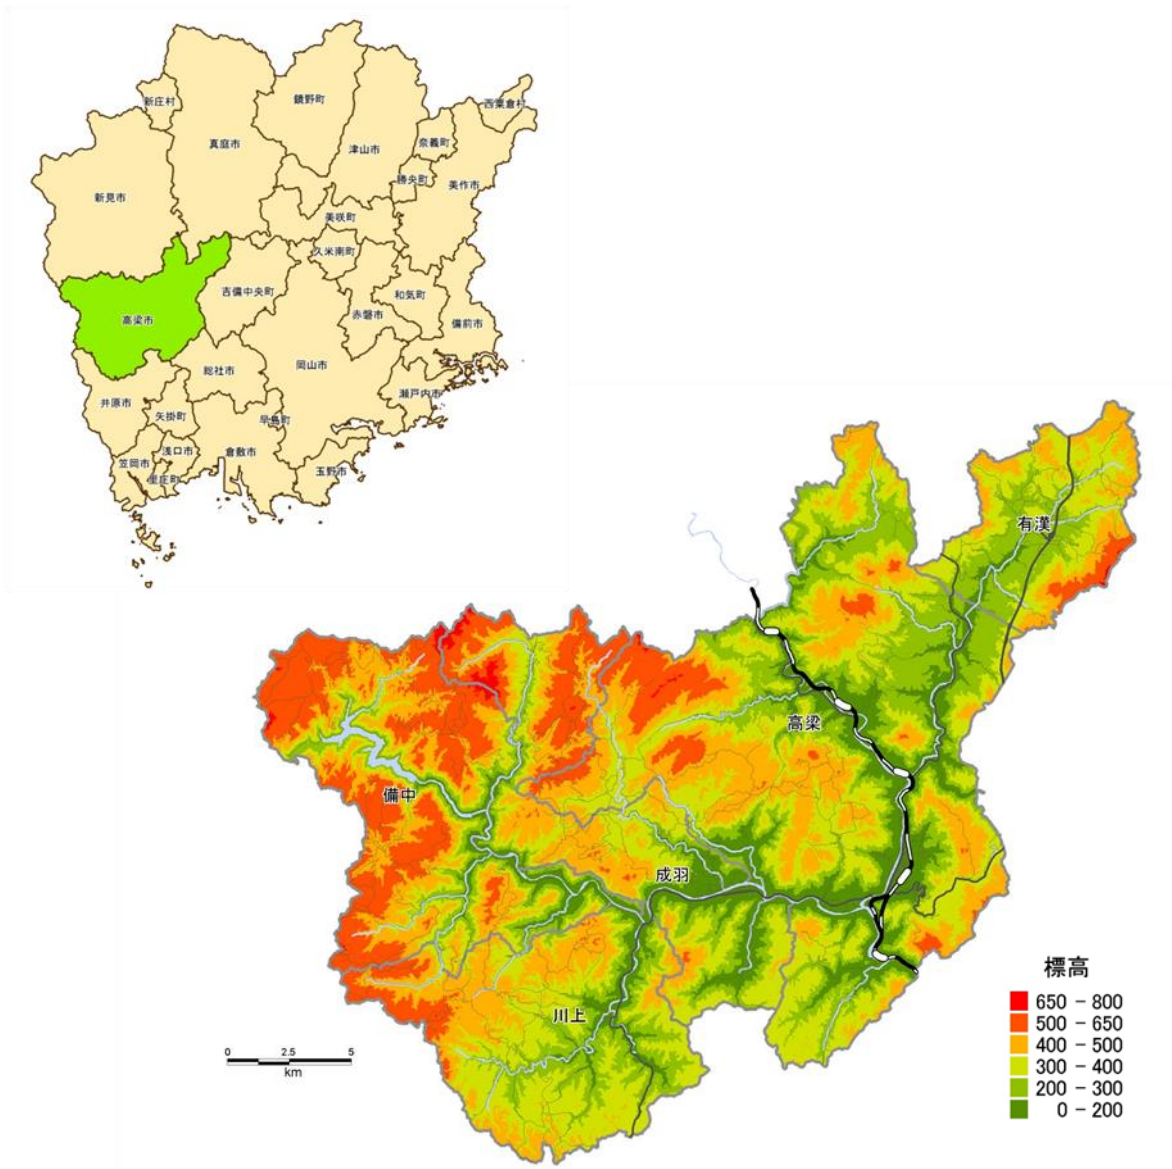 新庄村
鏡野町
西粟倉村
真庭市
津山市
奈義町
勝央町
美作市
新見市
美咲町
久米南町
吉備中央町
和気町
赤磐市
備前市
高梁市
総社市
岡山市
瀬戸内市
井原市
矢掛町
早島町
浅口市
倉敷市
笠岡市
里庄町
玉野市
有漢
高梁
備中
成羽
川上
標高
650 - 800
500 - 650
400 - 500
300 - 400
200 - 300
0 - 200
0 2.5 5
km